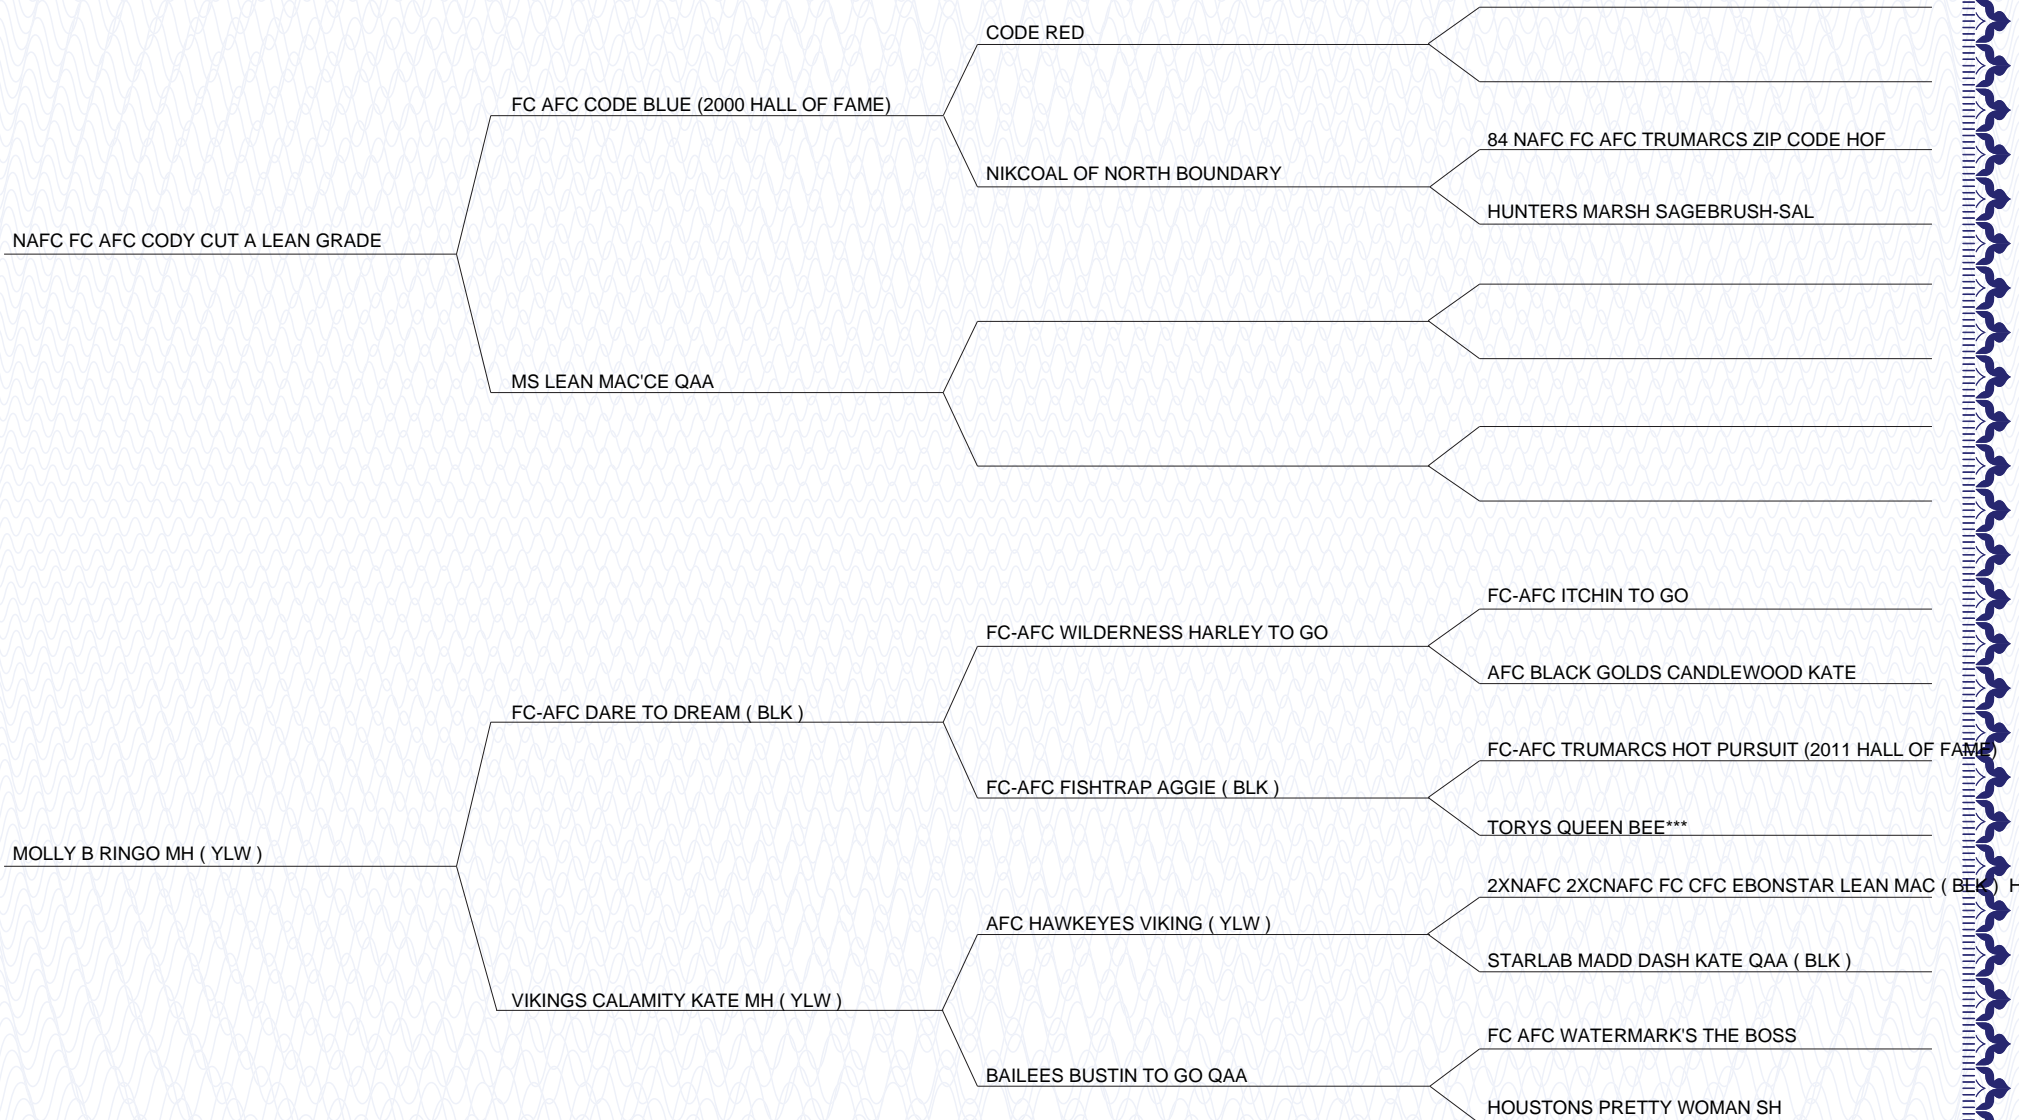 CODE RED
FC AFC CODE BLUE (2000 HALL OF FAME)
84 NAFC FC AFC TRUMARCS ZIP CODE HOF
NIKCOAL OF NORTH BOUNDARY
HUNTERS MARSH SAGEBRUSH-SAL
NAFC FC AFC CODY CUT A LEAN GRADE
MS LEAN MAC'CE QAA
FC-AFC ITCHIN TO GO
FC-AFC WILDERNESS HARLEY TO GO
AFC BLACK GOLDS CANDLEWOOD KATE
FC-AFC DARE TO DREAM ( BLK )
FC-AFC TRUMARCS HOT PURSUIT (2011 HALL OF FAME)
FC-AFC FISHTRAP AGGIE ( BLK )
TORYS QUEEN BEE***
MOLLY B RINGO MH ( YLW )
2XNAFC 2XCNAFC FC CFC EBONSTAR LEAN MAC ( BLK ) H
AFC HAWKEYES VIKING ( YLW )
STARLAB MADD DASH KATE QAA ( BLK )
VIKINGS CALAMITY KATE MH ( YLW )
FC AFC WATERMARK'S THE BOSS
BAILEES BUSTIN TO GO QAA
HOUSTONS PRETTY WOMAN SH